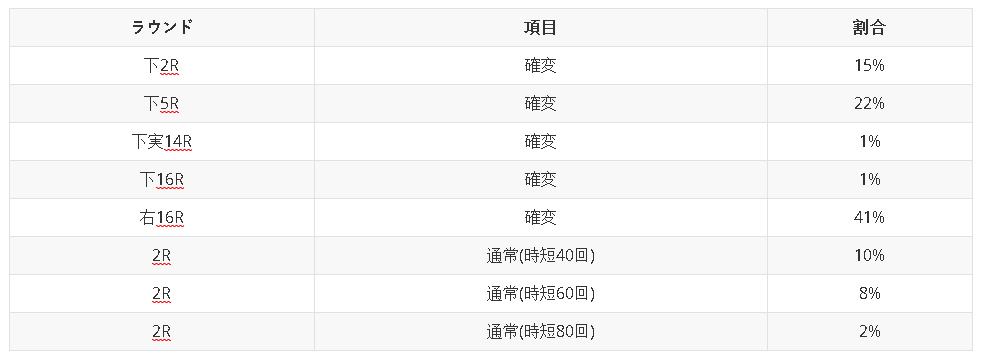 ラウンド 項目 割合
下2R 確変 15%
下5R 確変 22%
下実14R 確変 1%
下16R 確変 1%
右16R 確変 41%
2R 通常(時短40回) 10%
2R 通常(時短60回) 8%
2R 通常(時短80回) 2%